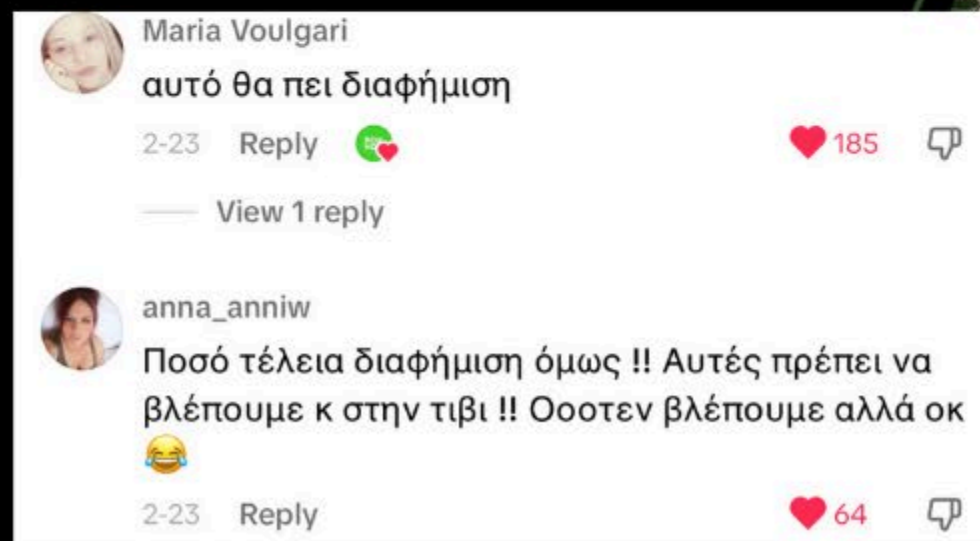 Maria Voulgari
αυτό θα πει διαφήμιση
2-23 Reply 185
View 1 reply
anna_anniw
Ποσό τέλεια διαφήμιση όμως !! Αυτές πρέπει να
βλέπουμε κ στην τιβι !! Οοοτεν βλέπουμε αλλά οκ
😂
2-23 Reply 64